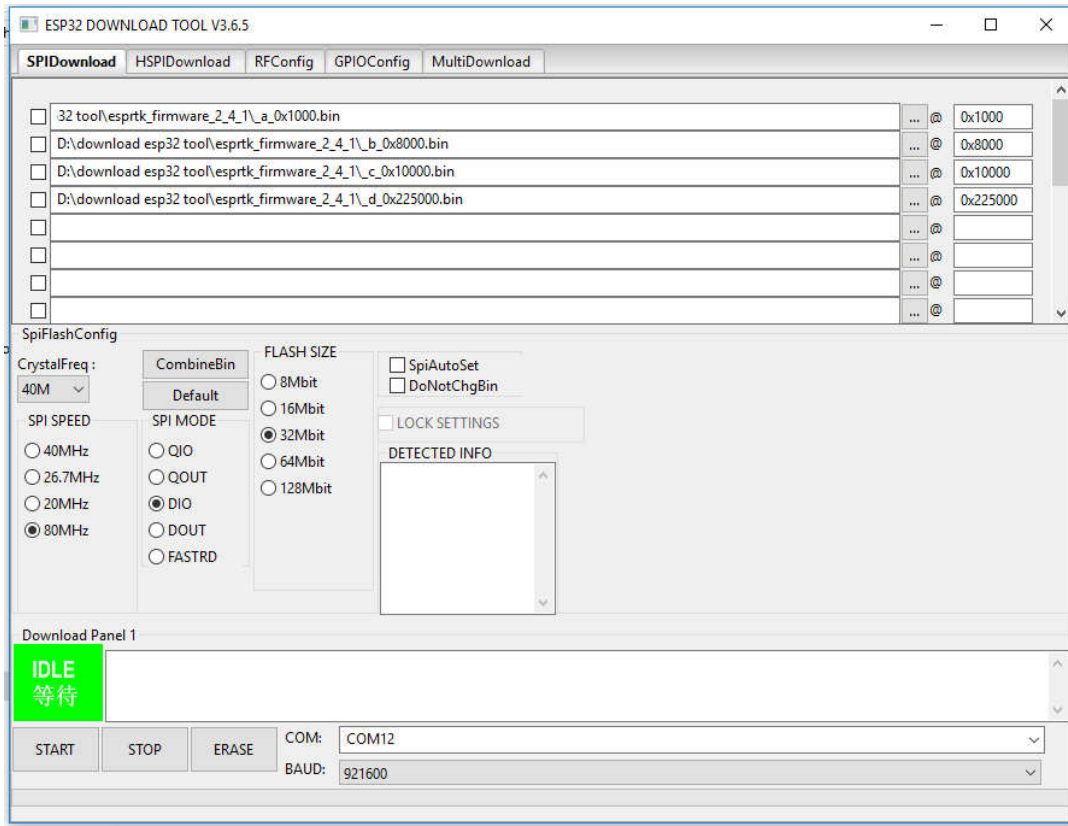 ESP32 DOWNLOAD TOOL V3.6.5
SPIDownload HSPIDownload RFConfig GPIOConfig MultiDownload
32 tool\esprtk_firmware_2_4_1\_a_0x1000.bin ... @ 0x1000
D:\download esp32 tool\esprtk_firmware_2_4_1\_b_0x8000.bin ... @ 0x8000
D:\download esp32 tool\esprtk_firmware_2_4_1\_c_0x10000.bin ... @ 0x10000
D:\download esp32 tool\esprtk_firmware_2_4_1\_d_0x225000.bin ... @ 0x225000
... @
... @
... @
... @
SpiFlashConfig
CrystalFreq :
40M
CombineBin
Default
SPI SPEED
40MHz
26.7MHz
20MHz
80MHz
SPI MODE
QIO
QOUT
DIO
DOUT
FASTRD
FLASH SIZE
8Mbit
16Mbit
32Mbit
64Mbit
128Mbit
SpiAutoSet
DoNotChgBin
LOCK SETTINGS
DETECTED INFO
Download Panel 1
IDLE
等待
START STOP ERASE
COM: COM12
BAUD: 921600